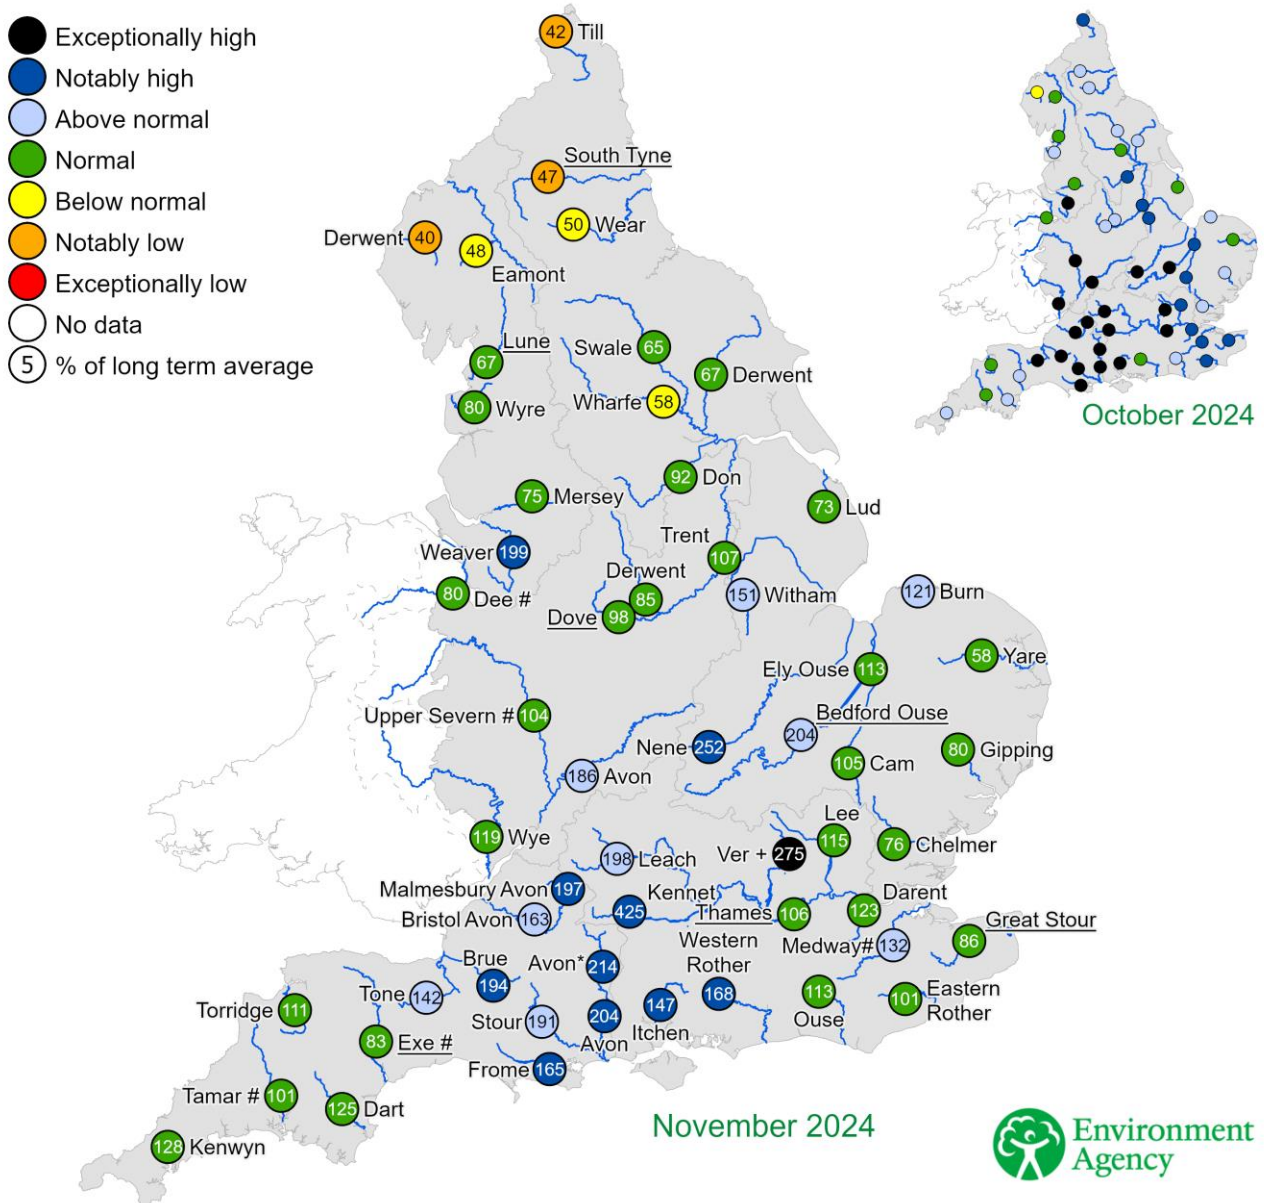 Exceptionally high
Notably high
Above normal
Normal
Below normal
Notably low
Exceptionally low
No data
5 % of long term average
42 Till
South Tyne
47
50 Wear
Derwent 40
48
Eamont
Lune
67
Swale 65
67 Derwent
80 Wyre
Wharfe 58
October 2024
92 Don
75 Mersey
73 Lud
Trent
107
Weaver 199
Derwent
85
80
Dee #
151 Witham
121 Burn
Dove 98
Ely Ouse 113
58 Yare
Upper Severn # 104
Bedford Ouse
204
Nene 252
80 Gipping
105 Cam
186 Avon
Lee
115
119 Wye
76 Chelmer
198 Leach
Ver + 275
Malmesbury Avon 197
Kennet
425
Darent
123
Bristol Avon 163
Thames 106
Great Stour
86
Medway# 132
Western
Rother
168
Brue
194
Avon* 214
Tone 142
147
Itchen
113
Ouse
101 Eastern
Rother
Torridge 111
Stour 191
204
Avon
83 Exe #
Frome 165
Tamar # 101
125 Dart
128 Kenwyn
November 2024
Environment
Agency